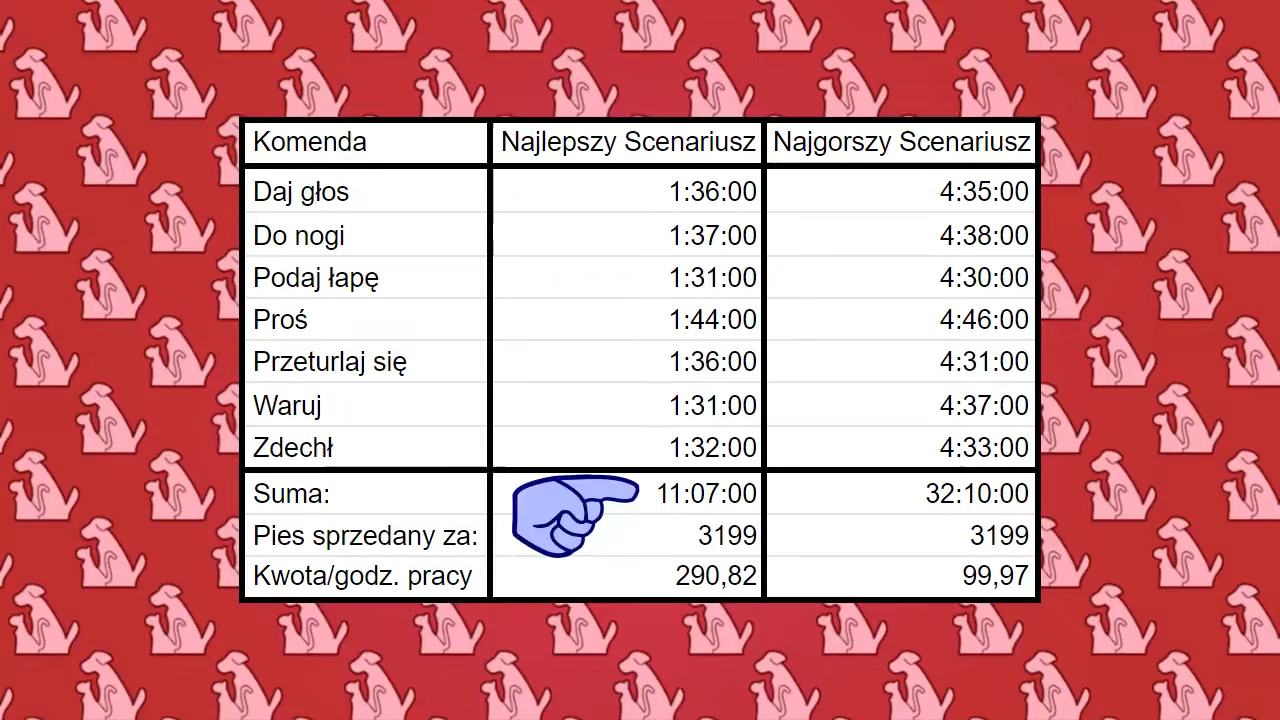 Komenda Najlepszy Scenariusz Najgorszy Scenariusz
Daj głos 1:36:00 4:35:00
Do nogi 1:37:00 4:38:00
Podaj łapę 1:31:00 4:30:00
Proś 1:44:00 4:46:00
Przeturlaj się 1:36:00 4:31:00
Waruj 1:31:00 4:37:00
Zdechł 1:32:00 4:33:00
Suma: 11:07:00 32:10:00
Pies sprzedany za: 3199 3199
Kwota/godz. pracy 290,82 99,97